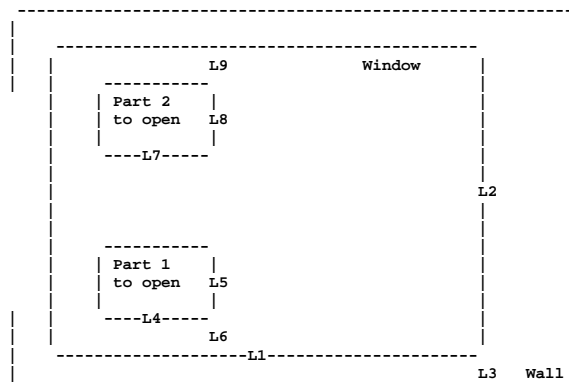 L9 Window
Part 2
to open L8
L7
L2
Part 1
to open L5
L4
L6
L1
L3 Wall